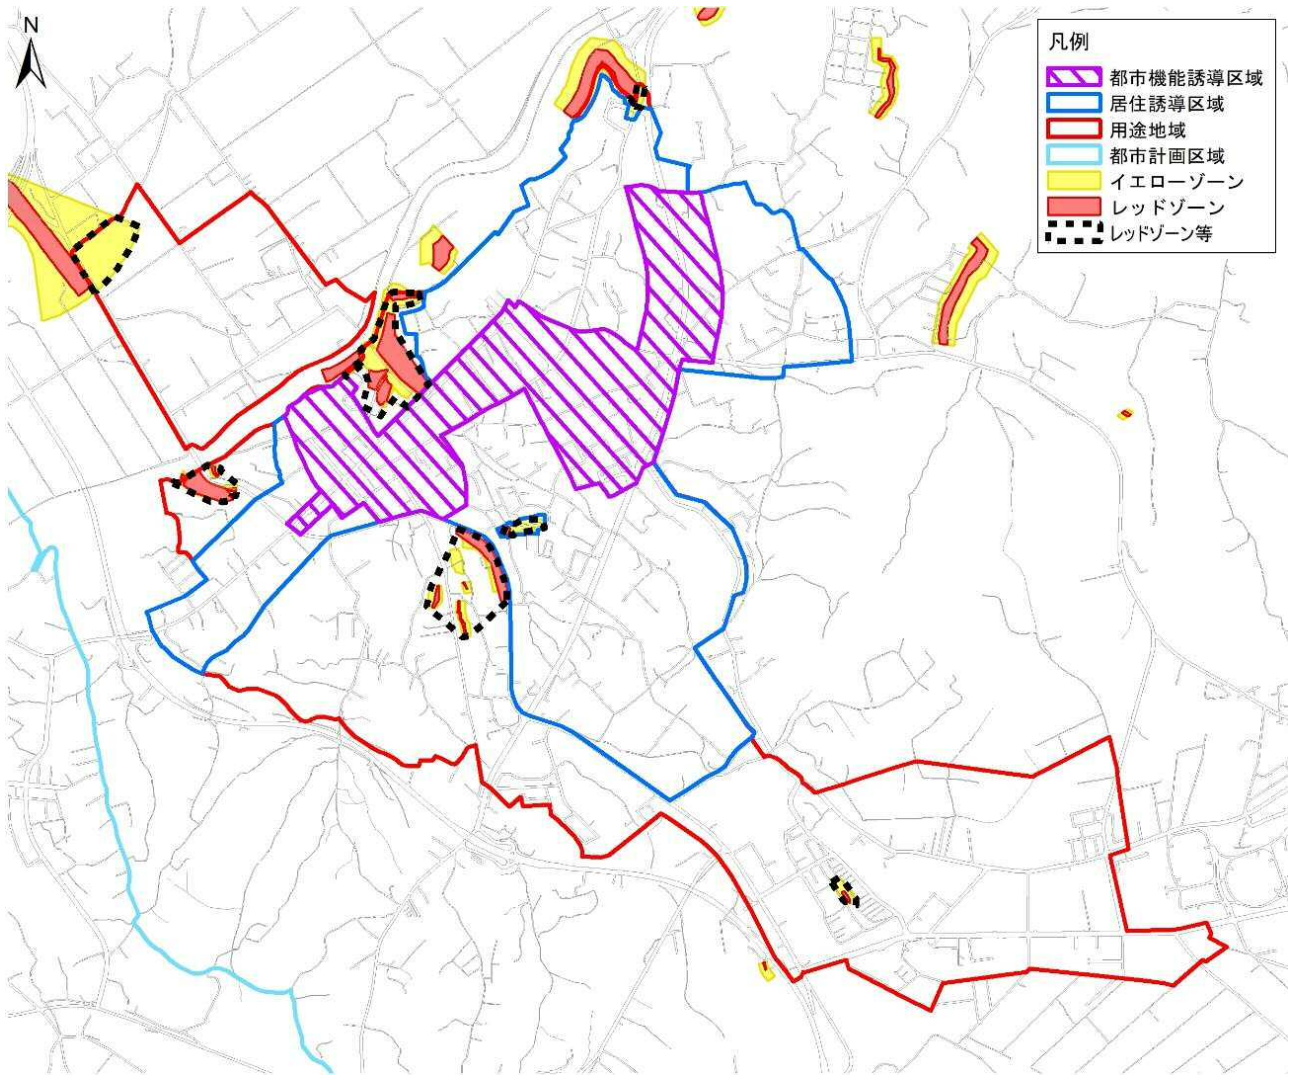 N
凡例
都市機能誘導区域
居住誘導区域
用途地域
都市計画区域
イエローゾーン
レッドゾーン
レッドゾーン等